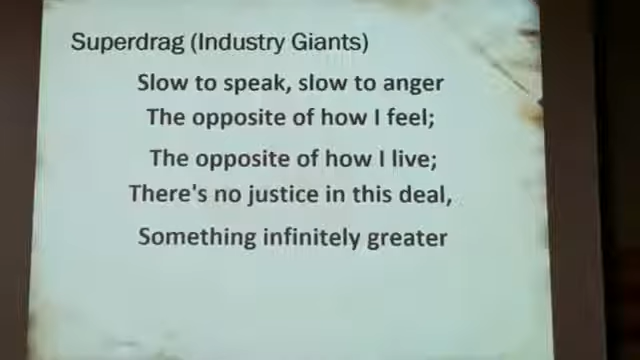 Superdrag (Industry Giants)
Slow to speak, slow to anger
The opposite of how I feel;
The opposite of how I live;
There's no justice in this deal,
Something infinitely greater